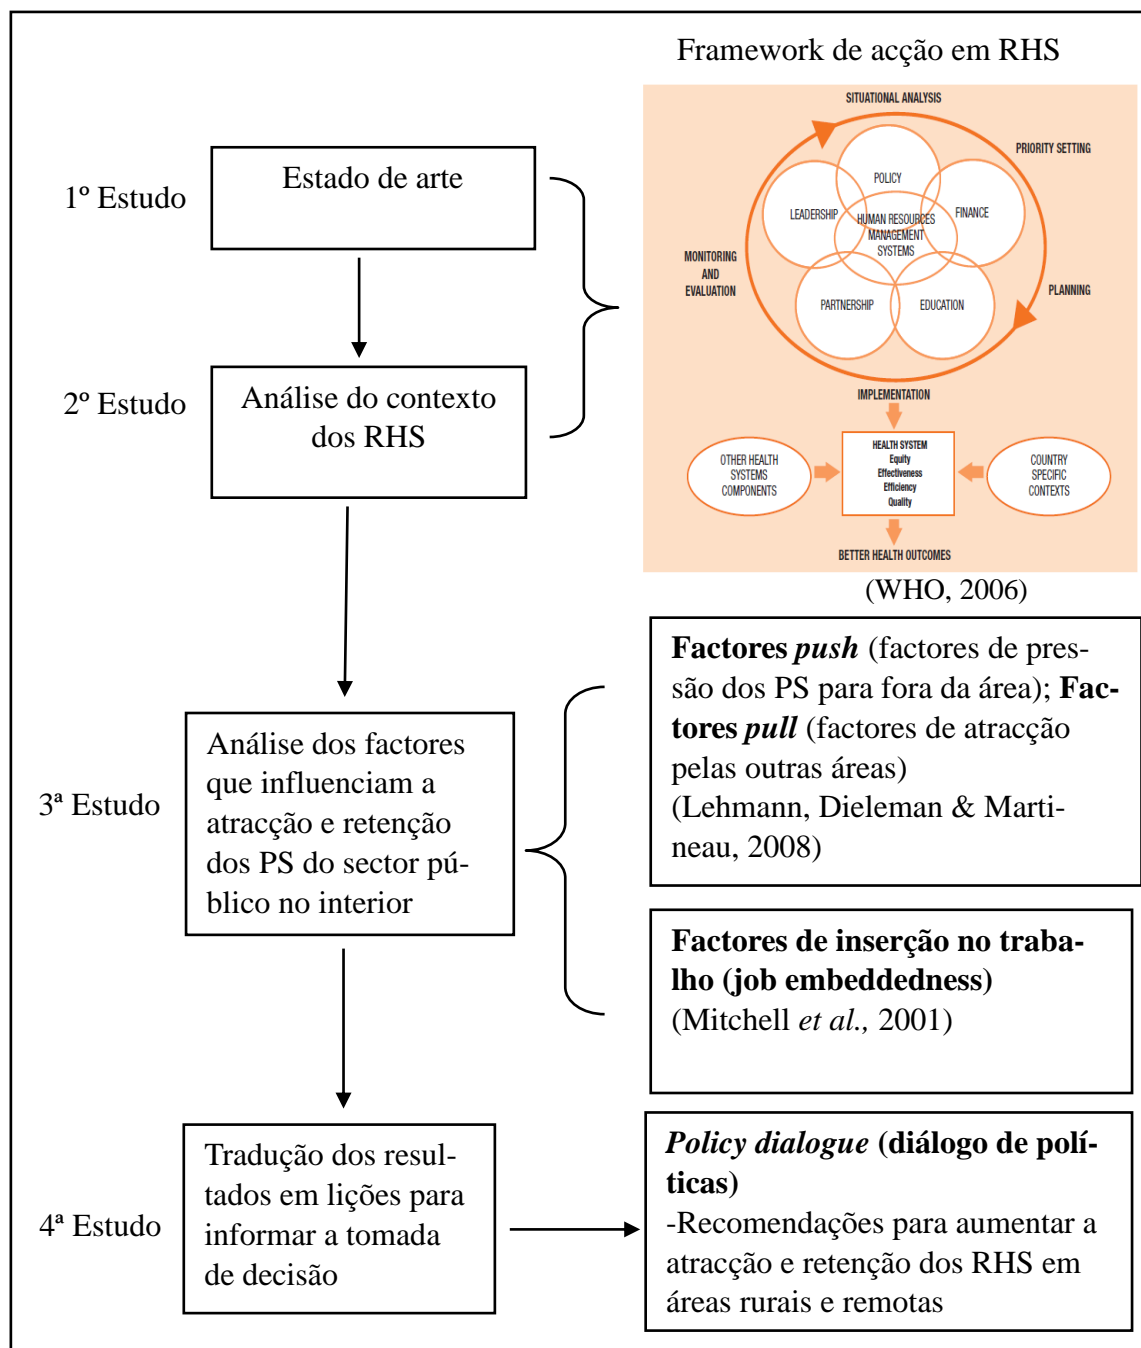 Framework de acção em RHS
SITUATIONAL ANALYSIS
PRIORITY SETTING
POLICY
LEADERSHIP
FINANCE
HUMAN RESOURCES
MANAGEMENT
SYSTEMS
MONITORING
AND
EVALUATION
PLANNING
PARTNERSHIP
EDUCATION
IMPLEMENTATION
OTHER HEALTH
SYSTEMS
COMPONENTS
HEALTH SYSTEM
Equity
Effectiveness
Efficiency
Quality
COUNTRY
SPECIFIC
CONTEXTS
BETTER HEALTH OUTCOMES
(WHO, 2006)
1º Estudo
Estado de arte
2º Estudo
Análise do contexto
dos RHS
3ª Estudo
Análise dos factores
que influenciam a
atracção e retenção
dos PS do sector pú-
blico no interior
Factores push (factores de pres-
são dos PS para fora da área); Fac-
tores pull (factores de atracção
pelas outras áreas)
(Lehmann, Dieleman & Marti-
neau, 2008)
Factores de inserção no traba-
lho (job embeddedness)
(Mitchell et al., 2001)
4ª Estudo
Tradução dos resul-
tados em lições para
informar a tomada
de decisão
Policy dialogue (diálogo de polí-
ticas)
-Recomendações para aumentar a
atracção e retenção dos RHS em
áreas rurais e remotas